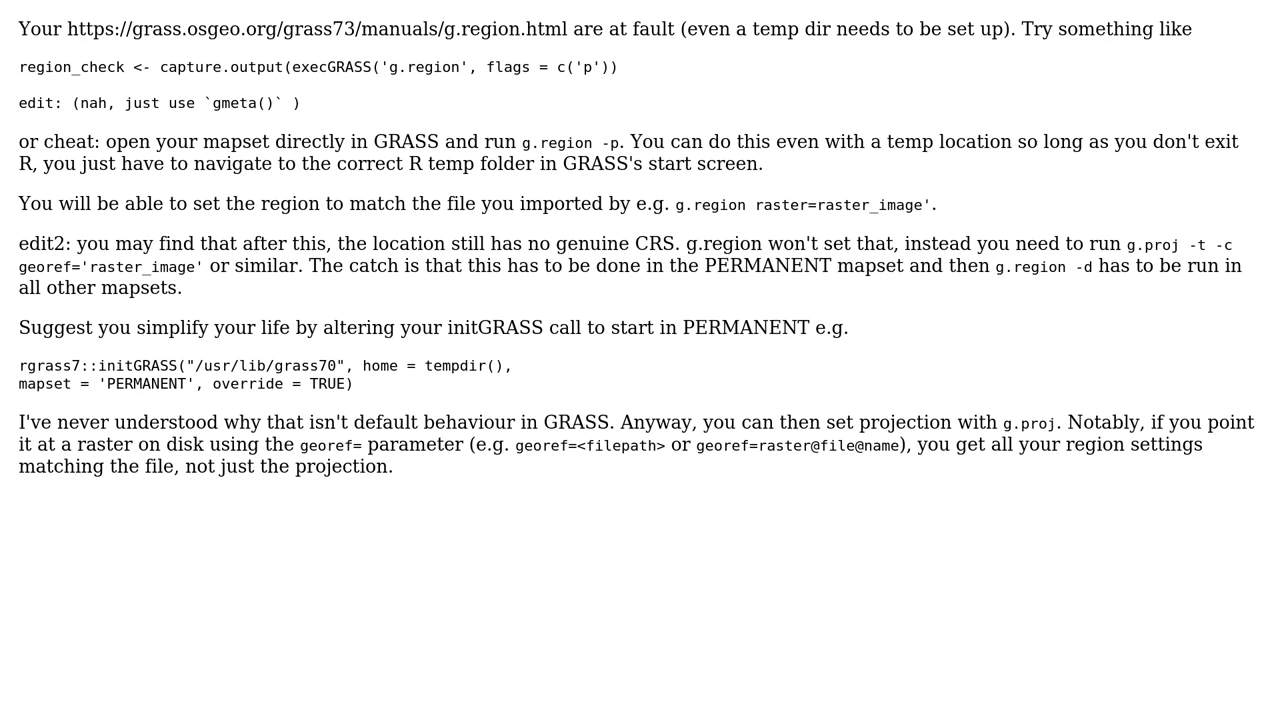 Your https://grass.osgeo.org/grass73/manuals/g.region.html are at fault (even a temp dir needs to be set up). Try something like
region_check <- capture.output(execGRASS('g.region', flags = c('p'))
edit: (nah, just use `gmeta()` )
or cheat: open your mapset directly in GRASS and run g.region -p. You can do this even with a temp location so long as you don't exit
R, you just have to navigate to the correct R temp folder in GRASS's start screen.
You will be able to set the region to match the file you imported by e.g. g.region raster=raster_image'.
edit2: you may find that after this, the location still has no genuine CRS. g.region won't set that, instead you need to run g.proj -t -c
georef='raster_image' or similar. The catch is that this has to be done in the PERMANENT mapset and then g.region -d has to be run in
all other mapsets.
Suggest you simplify your life by altering your initGRASS call to start in PERMANENT e.g.
rgrass7::initGRASS("/usr/lib/grass70", home = tempdir(),
mapset = 'PERMANENT', override = TRUE)
I've never understood why that isn't default behaviour in GRASS. Anyway, you can then set projection with g.proj. Notably, if you point
it at a raster on disk using the georef= parameter (e.g. georef=<filepath> or georef=raster@file@name), you get all your region settings
matching the file, not just the projection.